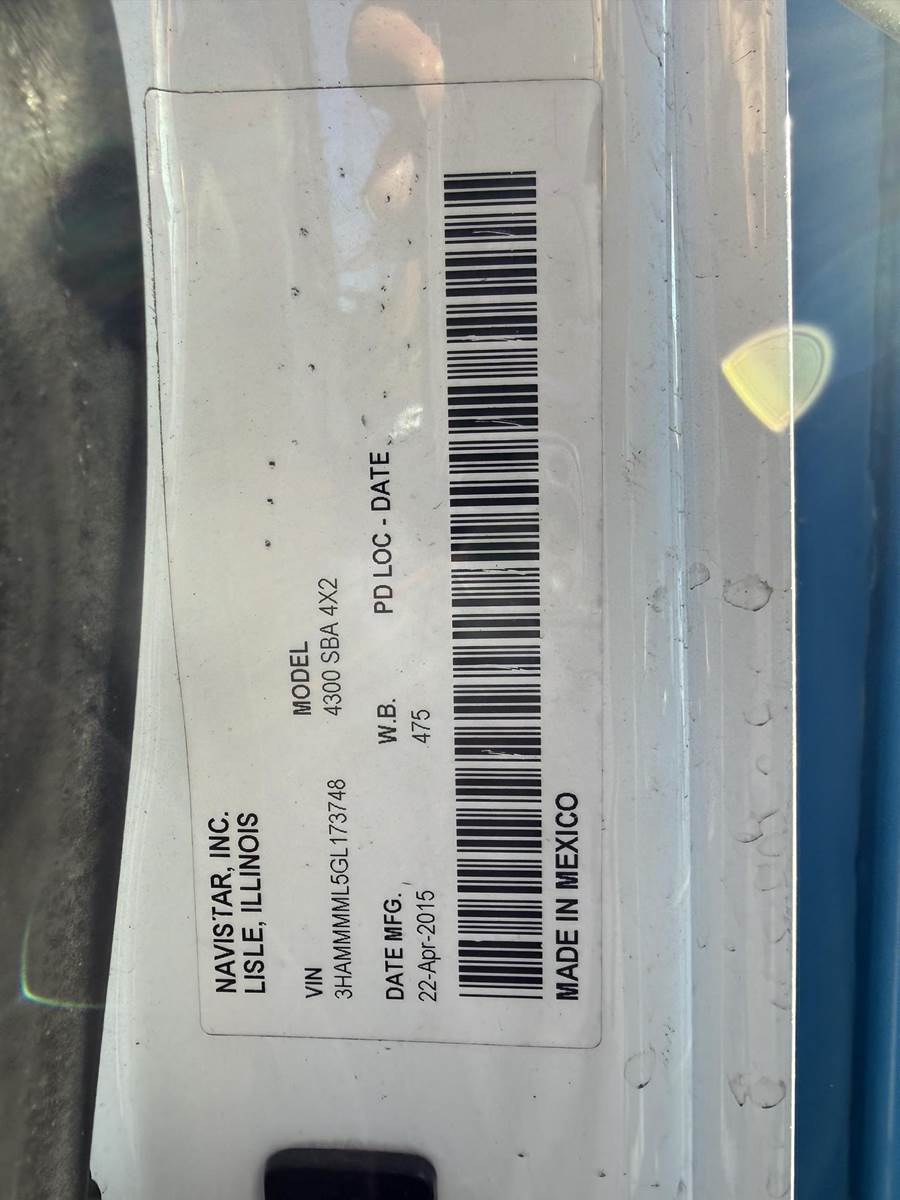 NAVISTAR, INC.
LISLE, ILLINOIS
VIN MODEL
3HAMMMML5GL173748 4300 SBA 4X2
DATE MFG. W.B. PD LOC - DATE
22-Apr-2015 475
MADE IN MEXICO